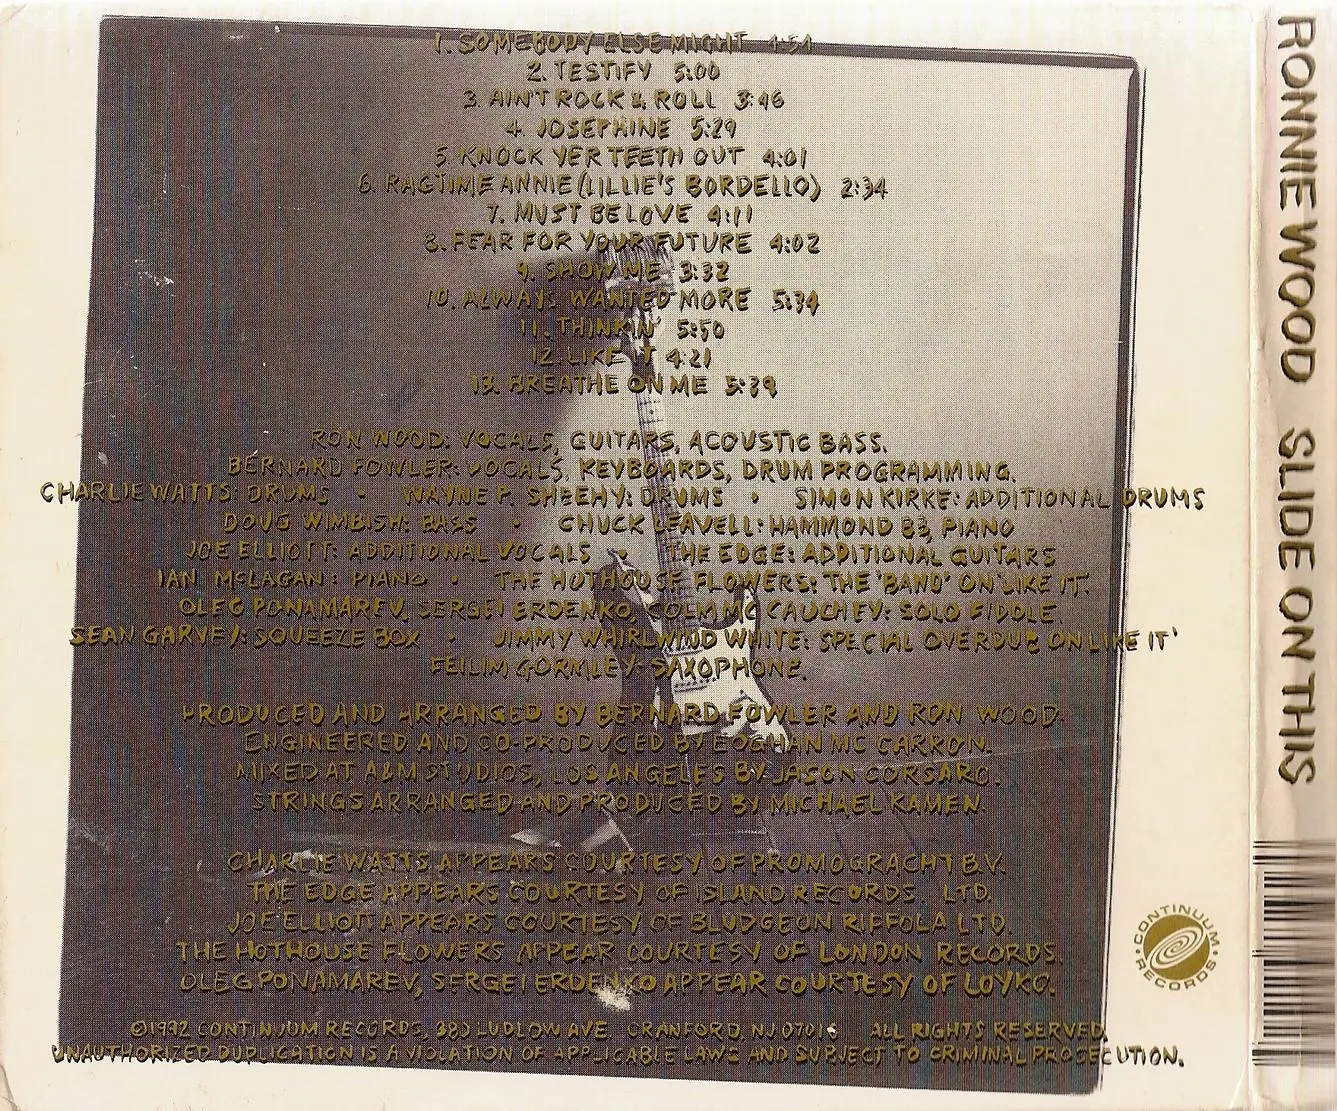 1. SOMEBODY ELSE MIGHT 4:51
2. TESTIFY 5:00
3. AIN'T ROCK & ROLL 3:46
4. JOSEPHINE 5:29
5. KNOCK YER TEETH OUT 4:01
6. RAGTIME ANNIE (LILLIE'S BORDELLO) 2:34
7. MUST BE LOVE 4:11
8. FEAR FOR YOUR FUTURE 4:02
9. SHOW ME 3:32
10. ALWAYS WANTED MORE 5:34
11. THINKIN' 5:50
12. LIKE IT 4:21
13. BREATHE ON ME 5:39
RON WOOD: VOCALS, GUITARS, ACOUSTIC BASS.
BERNARD FOWLER: VOCALS, KEYBOARDS, DRUM PROGRAMMING.
CHARLIE WATTS: DRUMS • WAYNE P. SHEEHY: DRUMS • SIMON KIRKE: ADDITIONAL DRUMS
DOUG WIMBISH: BASS • CHUCK LEAVELL: HAMMOND B3, PIANO
JOE ELLIOTT: ADDITIONAL VOCALS • THE EDGE: ADDITIONAL GUITARS
IAN McLAGAN: PIANO • THE HOTHOUSE FLOWERS: THE 'BAND' ON 'LIKE IT'.
OLEG PONAMAREV, SERGEI ERDENKO, COLM MC CAUGHEY: SOLO FIDDLE.
SEAN GARVEY: SQUEEZE BOX • JIMMY WHIRLWIND WHITE: SPECIAL OVERDUB ON 'LIKE IT'
FEILIM GORMLEY: SAXOPHONE.
PRODUCED AND ARRANGED BY BERNARD FOWLER AND RON WOOD.
ENGINEERED AND CO-PRODUCED BY EOGHAN MC CARRON.
MIXED AT A&M STUDIOS, LOS ANGELES BY JASON CORSARO.
STRINGS ARRANGED AND PRODUCED BY MICHAEL KAMEN.
CHARLIE WATTS APPEARS COURTESY OF PROMOGRACHT B.V.
THE EDGE APPEARS COURTESY OF ISLAND RECORDS, LTD.
JOE ELLIOTT APPEARS COURTESY OF BLUDGEON RIFFOLA LTD.
THE HOTHOUSE FLOWERS APPEAR COURTESY OF LONDON RECORDS.
OLEG PONAMAREV, SERGEI ERDENKO APPEAR COURTESY OF LOYKO.
©1992 CONTINUUM RECORDS, 380 LUDLOW AVE. CRANFORD, NJ 07016 ALL RIGHTS RESERVED.
UNAUTHORIZED DUPLICATION IS A VIOLATION OF APPLICABLE LAWS AND SUBJECT TO CRIMINAL PROSECUTION.
CONTINUUM RECORDS
RONNIE WOOD SLIDE ON THIS